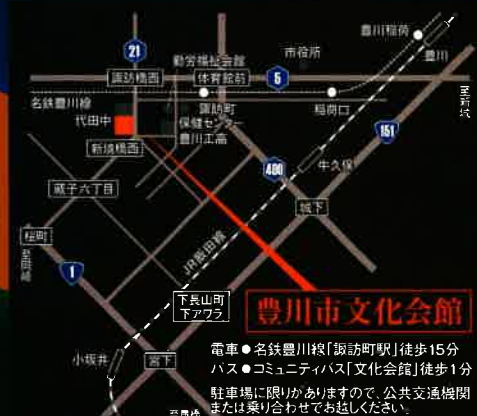 豊川稲荷
21
勤労福祉会館
市役所
豊川
諏訪橋西
体育館前
5
名鉄豊川線
諏訪町
稲荷口
代田中
保健センター
豊川工高
151
新境橋西
400
牛久保
蔵子六丁目
城下
桜町
JR飯田線
1
下長山町
下アワラ
豊川市文化会館
小坂井
宮下
電車●名鉄豊川線「諏訪町駅」徒歩15分
バス●コミュニティバス「文化会館」徒歩1分
駐車場に限りがありますので、公共交通機関
または乗り合わせでお越しください。